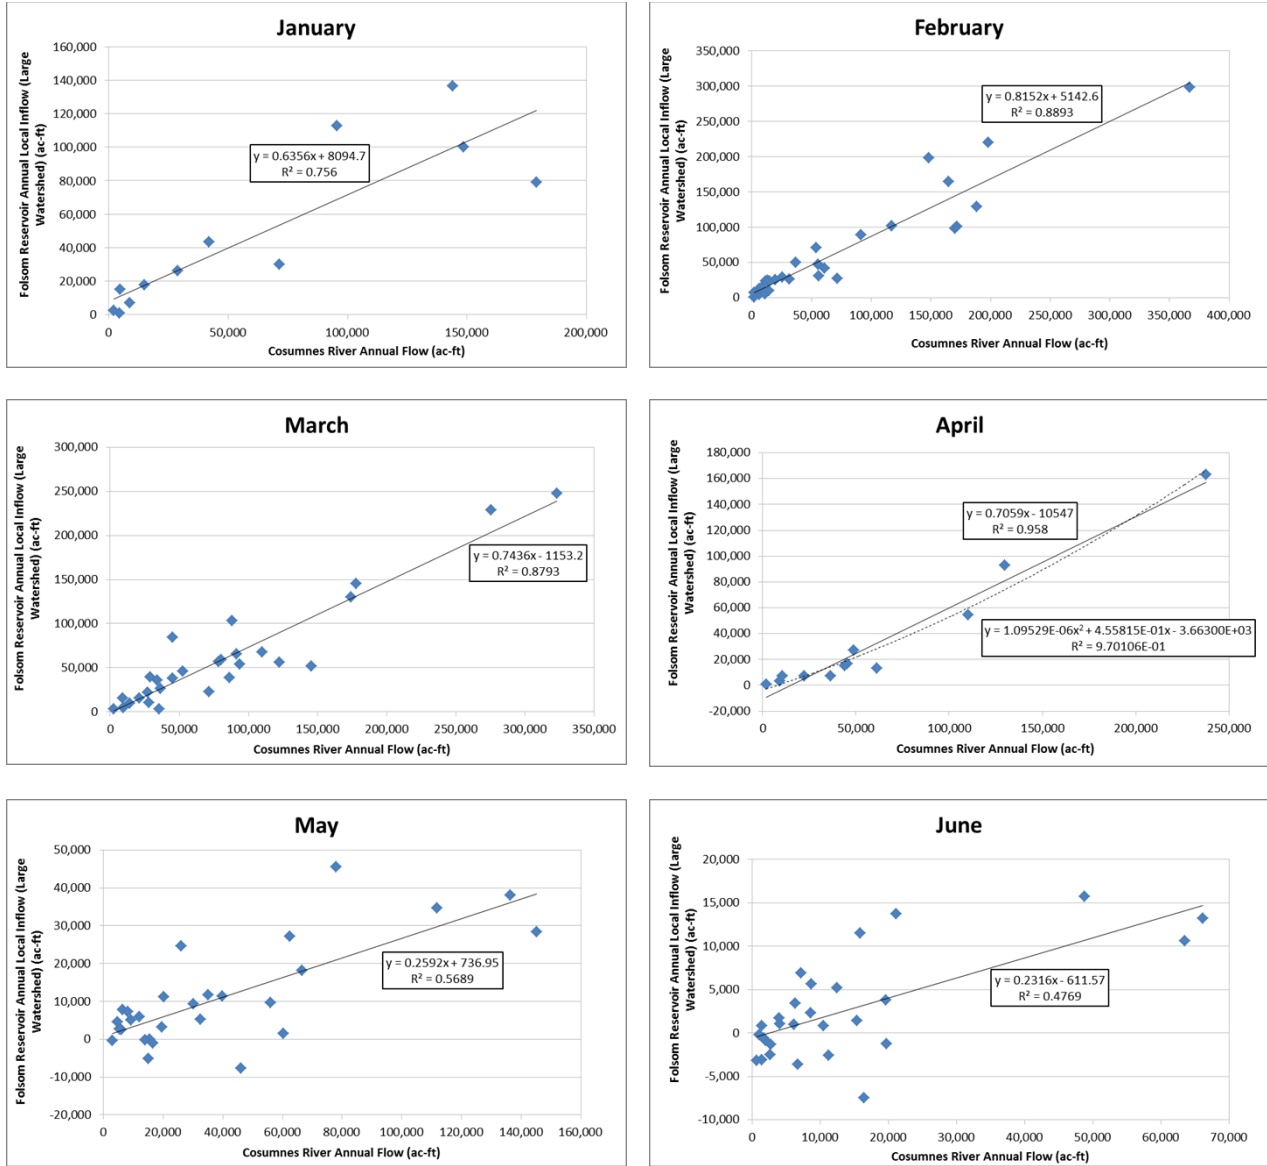 January
Folsom Reservoir Annual Local Inflow (Large
Watershed) (ac-ft)
160,000
140,000
120,000
100,000
80,000
60,000
40,000
20,000
0
y = 0.6356x + 8094.7
R² = 0.756
0 50,000 100,000 150,000 200,000
Cosumnes River Annual Flow (ac-ft)
February
Folsom Reservoir Annual Local Inflow (Large
Watershed) (ac-ft)
350,000
300,000
250,000
200,000
150,000
100,000
50,000
0
y = 0.8152x + 5142.6
R² = 0.8893
0 50,000 100,000 150,000 200,000 250,000 300,000 350,000 400,000
Cosumnes River Annual Flow (ac-ft)
March
Folsom Reservoir Annual Local Inflow (Large
Watershed) (ac-ft)
300,000
250,000
200,000
150,000
100,000
50,000
0
y = 0.7436x - 1153.2
R² = 0.8793
0 50,000 100,000 150,000 200,000 250,000 300,000 350,000
Cosumnes River Annual Flow (ac-ft)
April
Folsom Reservoir Annual Local Inflow (Large
Watershed) (ac-ft)
180,000
160,000
140,000
120,000
100,000
80,000
60,000
40,000
20,000
0
-20,000
y = 0.7059x - 10547
R² = 0.958
y = 1.09529E-06x² + 4.55815E-01x - 3.66300E+03
R² = 9.70106E-01
0 50,000 100,000 150,000 200,000 250,000
Cosumnes River Annual Flow (ac-ft)
May
Folsom Reservoir Annual Local Inflow (Large
Watershed) (ac-ft)
50,000
40,000
30,000
20,000
10,000
0
-10,000
-20,000
y = 0.2592x + 736.95
R² = 0.5689
0 20,000 40,000 60,000 80,000 100,000 120,000 140,000 160,000
Cosumnes River Annual Flow (ac-ft)
June
Folsom Reservoir Annual Local Inflow (Large
Watershed) (ac-ft)
20,000
15,000
10,000
5,000
0
-5,000
-10,000
y = 0.2316x - 611.57
R² = 0.4769
0 10,000 20,000 30,000 40,000 50,000 60,000 70,000
Cosumnes River Annual Flow (ac-ft)